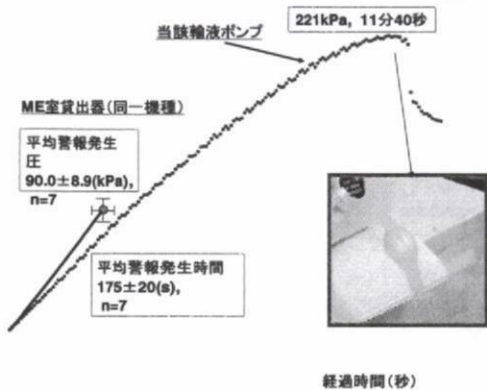 221kPa, 11分40秒
当該輸液ポンプ
ME室貸出器(同一機種)
平均警報発生
圧
90.0±8.9(kPa),
n=7
平均警報発生時間
175±20(s),
n=7
経過時間(秒)